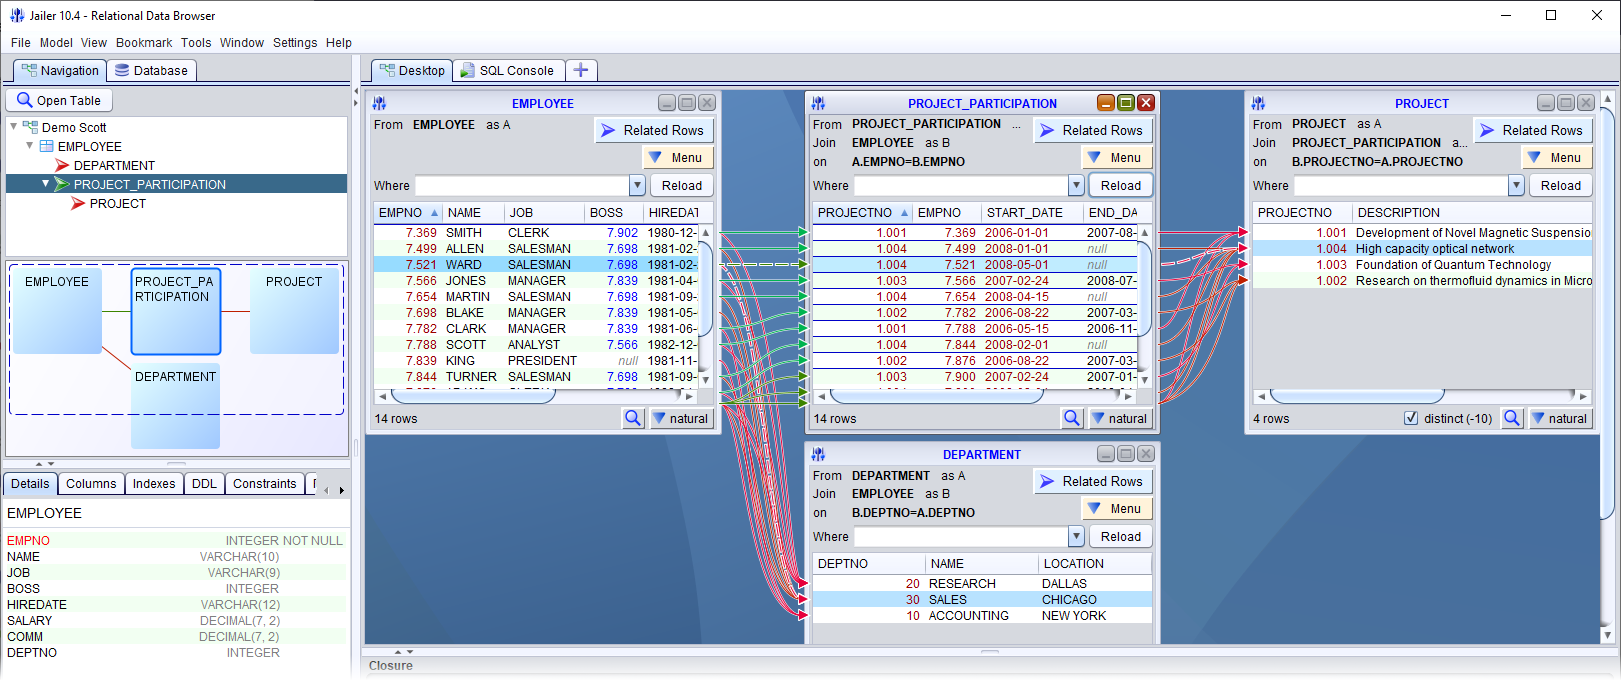 Jailer 10.4 - Relational Data Browser
File Model View Bookmark Tools Window Settings Help
Navigation Database
Open Table
Demo Scott
EMPLOYEE
DEPARTMENT
PROJECT_PARTICIPATION
PROJECT
EMPLOYEE PROJECT_PA PROJECT
RTICIPATION
DEPARTMENT
Details Columns Indexes DDL Constraints
EMPLOYEE
EMPNO INTEGER NOT NULL
NAME VARCHAR(10)
JOB VARCHAR(9)
BOSS INTEGER
HIREDATE VARCHAR(12)
SALARY DECIMAL(7, 2)
COMM DECIMAL(7, 2)
DEPTNO INTEGER
Desktop SQL Console
EMPLOYEE
From EMPLOYEE as A
Related Rows
Menu
Where Reload
EMPNO NAME JOB BOSS HIREDAT
7.369 SMITH CLERK 7.902 1980-12-
7.499 ALLEN SALESMAN 7.698 1981-02-
7.521 WARD SALESMAN 7.698 1981-02-
7.566 JONES MANAGER 7.839 1981-04-
7.654 MARTIN SALESMAN 7.698 1981-09-
7.698 BLAKE MANAGER 7.839 1981-05-
7.782 CLARK MANAGER 7.839 1981-06-
7.788 SCOTT ANALYST 7.566 1982-12-
7.839 KING PRESIDENT null 1981-11-
7.844 TURNER SALESMAN 7.698 1981-09-
14 rows natural
PROJECT_PARTICIPATION
From PROJECT_PARTICIPATION ...
Related Rows
Join EMPLOYEE as B
Menu
on A.EMPNO=B.EMPNO
Where Reload
PROJECTNO EMPNO START_DATE END_DA
1.001 7.369 2006-01-01 2007-08-
1.004 7.499 2008-01-01 null
1.004 7.521 2008-05-01 null
1.003 7.566 2007-02-24 2008-07-
1.004 7.654 2008-04-15 null
1.002 7.782 2006-08-22 2007-03-
1.001 7.788 2006-05-15 2006-11-
1.004 7.844 2008-02-01 null
1.002 7.876 2006-08-22 2007-03-
1.003 7.900 2007-02-24 2007-01-
14 rows natural
PROJECT
From PROJECT as A
Related Rows
Join PROJECT_PARTICIPATION a...
Menu
on B.PROJECTNO=A.PROJECTNO
Where Reload
PROJECTNO DESCRIPTION
1.001 Development of Novel Magnetic Suspensio
1.004 High capacity optical network
1.003 Foundation of Quantum Technology
1.002 Research on thermofluid dynamics in Micro
4 rows distinct (-10) natural
DEPARTMENT
From DEPARTMENT as A
Related Rows
Join EMPLOYEE as B
Menu
on B.DEPTNO=A.DEPTNO
Where Reload
DEPTNO NAME LOCATION
20 RESEARCH DALLAS
30 SALES CHICAGO
10 ACCOUNTING NEW YORK
Closure